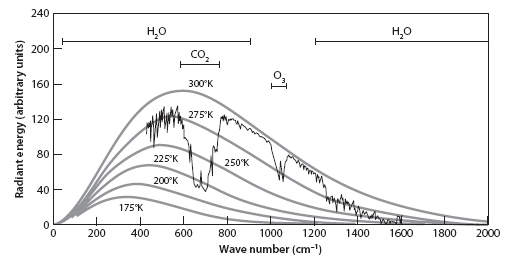 240
200
160
120
80
40
0
Radiant energy (arbitrary units)
H₂O
H₂O
CO₂
O₃
300°K
275°K
250°K
225°K
200°K
175°K
0 200 400 600 800 1000 1200 1400 1600 1800 2000
Wave number (cm⁻¹)